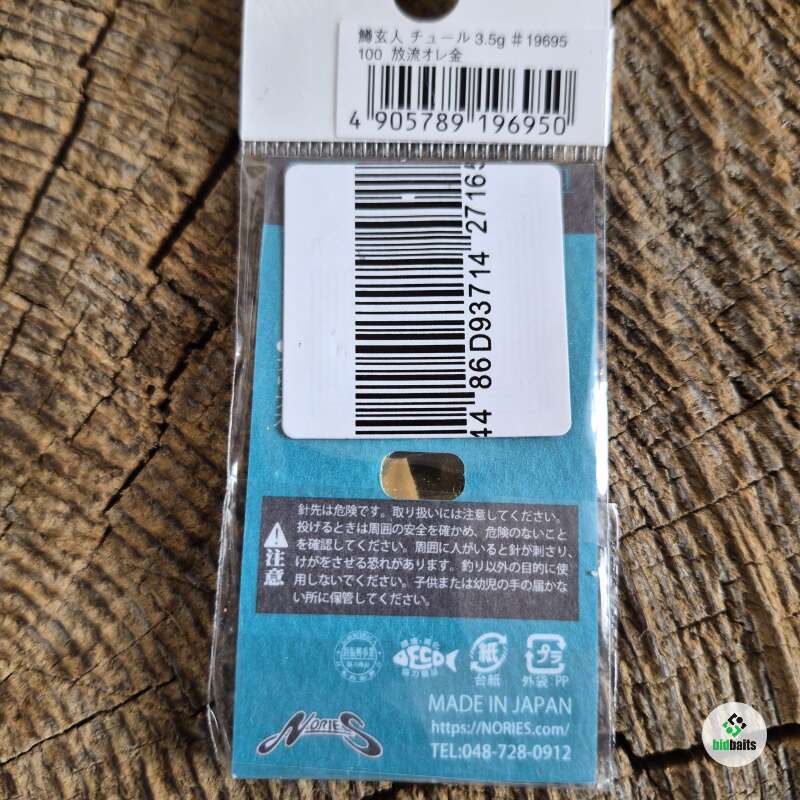 鱒玄人 チュール 3.5g #19695
100 放流オレ金
4 905789 196950
44 86D93714 27165
注意
針先は危険です。取り扱いには注意してください。
投げるときは周囲の安全を確かめ、危険のないこと
を確認してください。周囲に人がいると針が刺さり、
けがをさせる恐れがあります。釣り以外の目的に使
用しないでください。子供または幼児の手の届かな
い所に保管してください。
ECO
紙
台紙
プラ
外袋:PP
MADE IN JAPAN
NORIES
https://NORIES.com/
TEL:048-728-0912
bidbaits